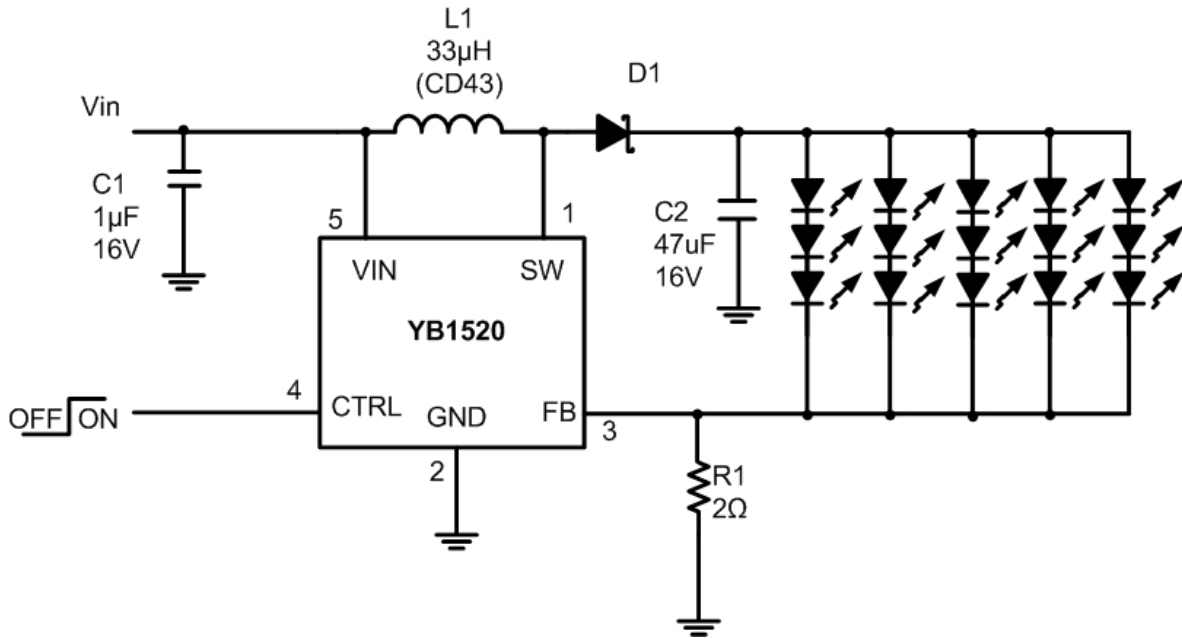 L1
33µH
(CD43)
D1
Vin
C1
1µF
16V
5
1
C2
47uF
16V
VIN
SW
YB1520
4
OFF ON
CTRL
GND
FB
3
2
R1
2Ω